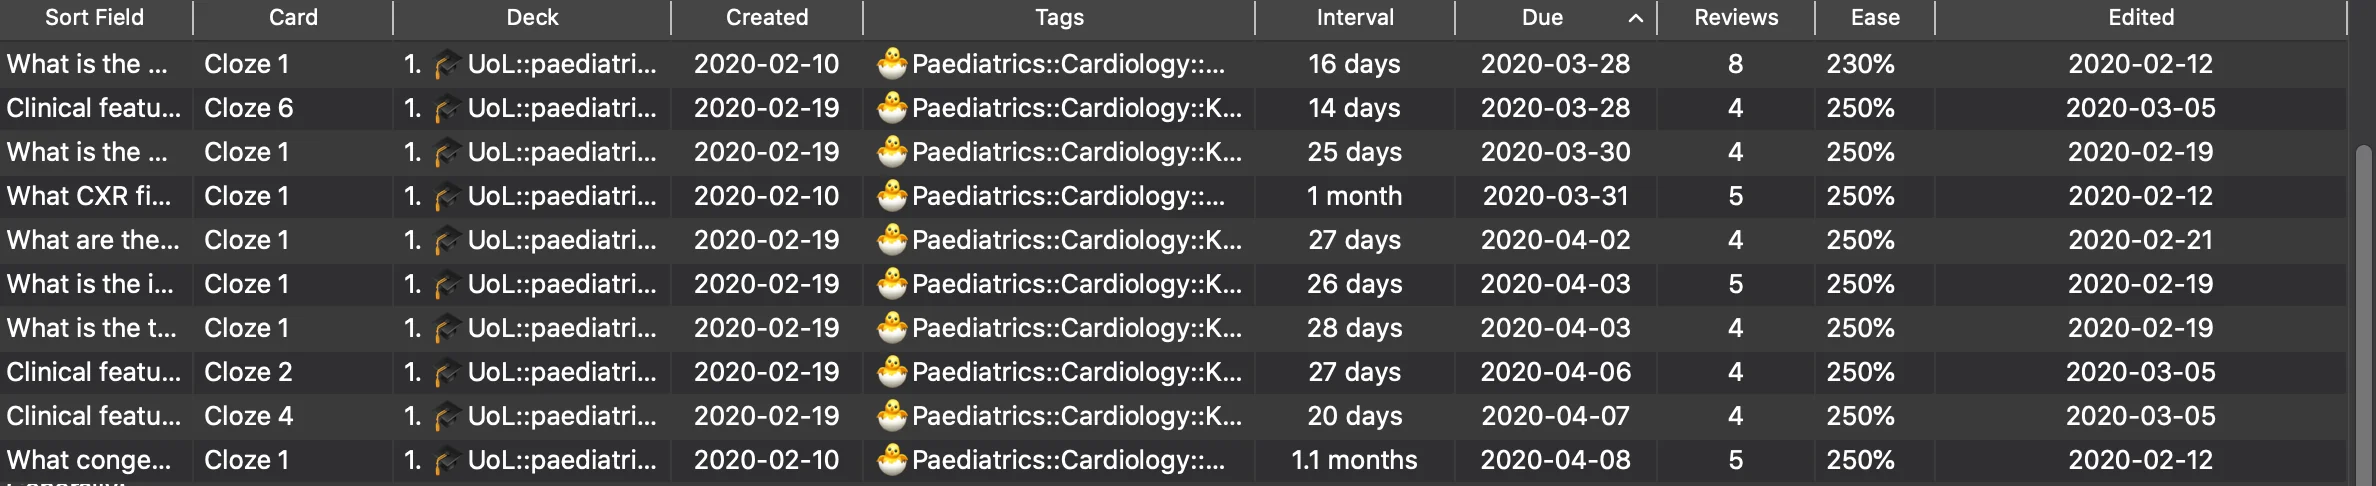 Sort Field Card Deck Created Tags Interval Due Reviews Ease Edited
What is the ... Cloze 1 1. 🎓 UoL::paediatri... 2020-02-10 🐣Paediatrics::Cardiology::... 16 days 2020-03-28 8 230% 2020-02-12
Clinical featu... Cloze 6 1. 🎓 UoL::paediatri... 2020-02-19 🐣Paediatrics::Cardiology::K... 14 days 2020-03-28 4 250% 2020-03-05
What is the ... Cloze 1 1. 🎓 UoL::paediatri... 2020-02-19 🐣Paediatrics::Cardiology::K... 25 days 2020-03-30 4 250% 2020-02-19
What CXR fi... Cloze 1 1. 🎓 UoL::paediatri... 2020-02-10 🐣Paediatrics::Cardiology::... 1 month 2020-03-31 5 250% 2020-02-12
What are the... Cloze 1 1. 🎓 UoL::paediatri... 2020-02-19 🐣Paediatrics::Cardiology::K... 27 days 2020-04-02 4 250% 2020-02-21
What is the i... Cloze 1 1. 🎓 UoL::paediatri... 2020-02-19 🐣Paediatrics::Cardiology::K... 26 days 2020-04-03 5 250% 2020-02-19
What is the t... Cloze 1 1. 🎓 UoL::paediatri... 2020-02-19 🐣Paediatrics::Cardiology::K... 28 days 2020-04-03 4 250% 2020-02-19
Clinical featu... Cloze 2 1. 🎓 UoL::paediatri... 2020-02-19 🐣Paediatrics::Cardiology::K... 27 days 2020-04-06 4 250% 2020-03-05
Clinical featu... Cloze 4 1. 🎓 UoL::paediatri... 2020-02-19 🐣Paediatrics::Cardiology::K... 20 days 2020-04-07 4 250% 2020-03-05
What conge... Cloze 1 1. 🎓 UoL::paediatri... 2020-02-10 🐣Paediatrics::Cardiology::... 1.1 months 2020-04-08 5 250% 2020-02-12